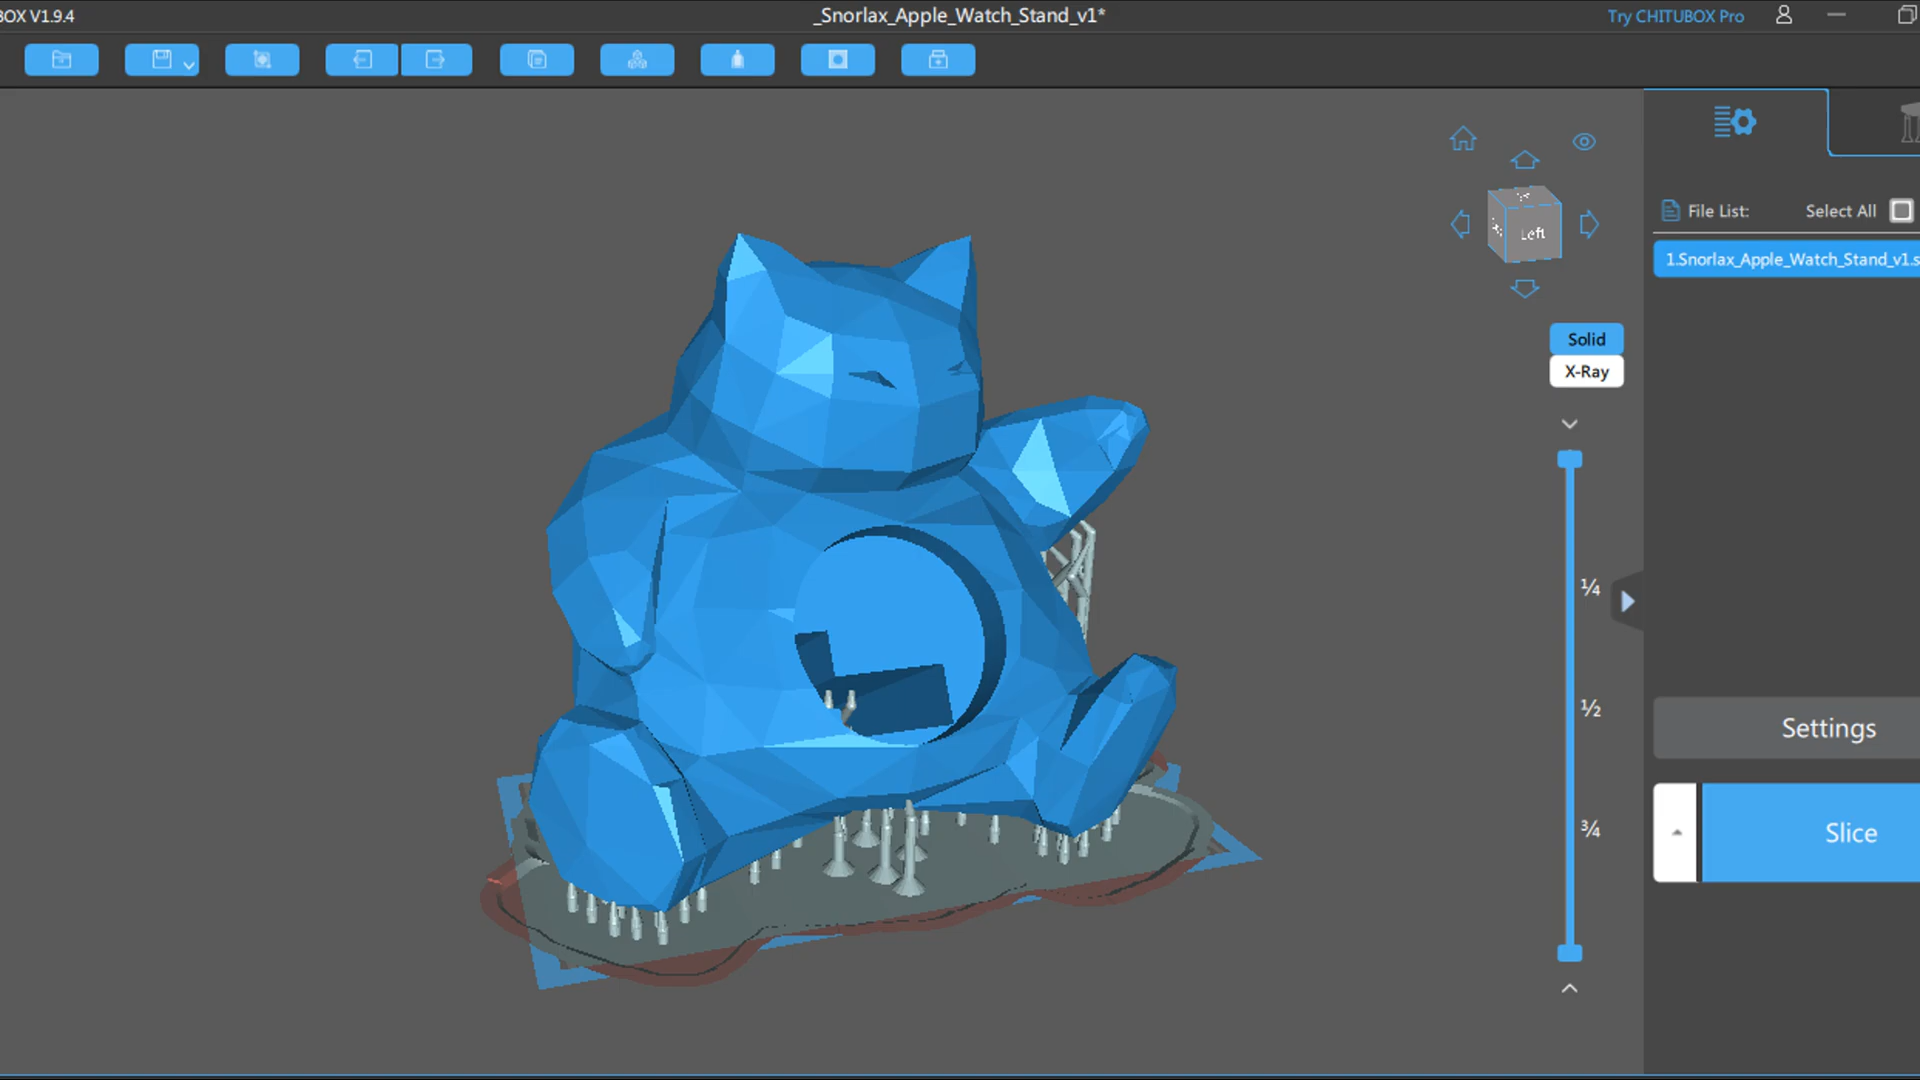 BOX V1.9.4
_Snorlax_Apple_Watch_Stand_v1*
Try CHITUBOX Pro
File List:
Select All
Left
1.Snorlax_Apple_Watch_Stand_v1.s
Solid
X-Ray
¼
½
¾
Settings
Slice